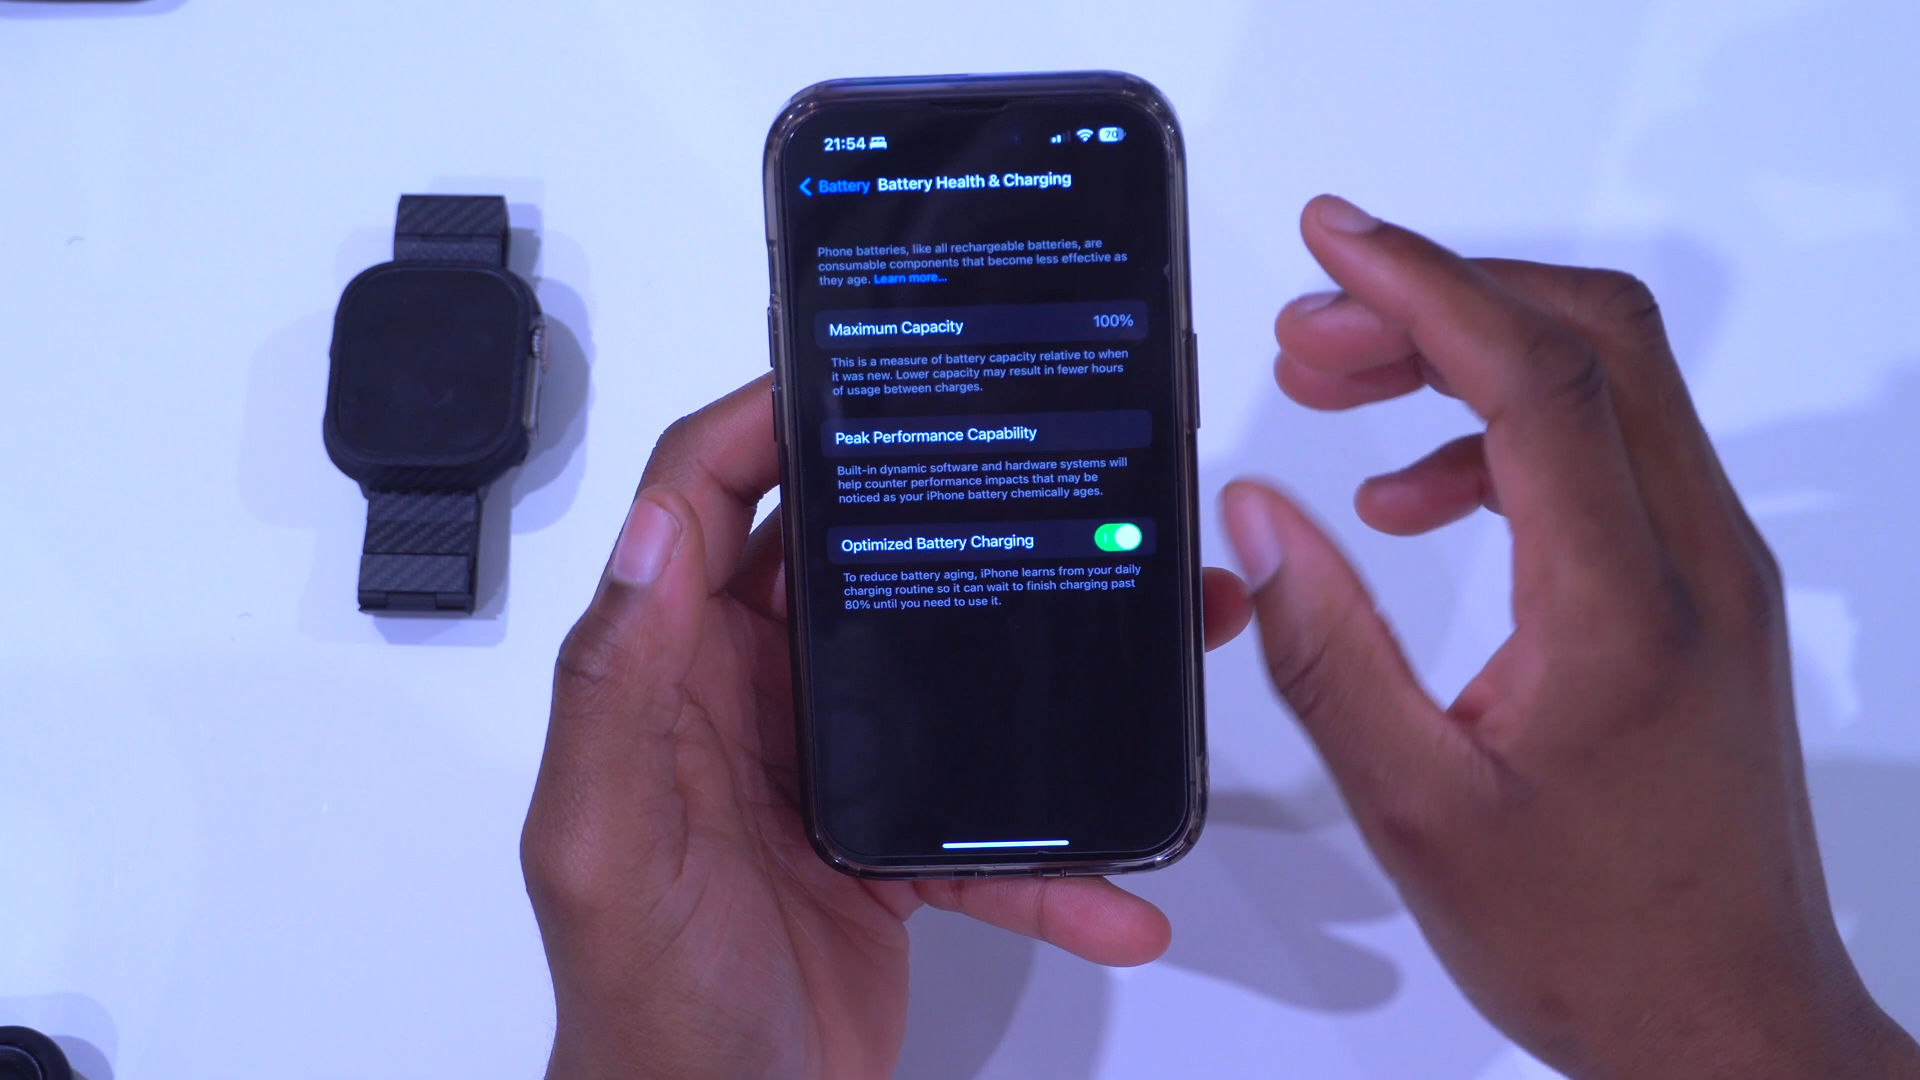 21:54
70
Battery Battery Health & Charging
Phone batteries, like all rechargeable batteries, are
consumable components that become less effective as
they age. Learn more...
Maximum Capacity 100%
This is a measure of battery capacity relative to when
it was new. Lower capacity may result in fewer hours
of usage between charges.
Peak Performance Capability
Built-in dynamic software and hardware systems will
help counter performance impacts that may be
noticed as your iPhone battery chemically ages.
Optimized Battery Charging
To reduce battery aging, iPhone learns from your daily
charging routine so it can wait to finish charging past
80% until you need to use it.